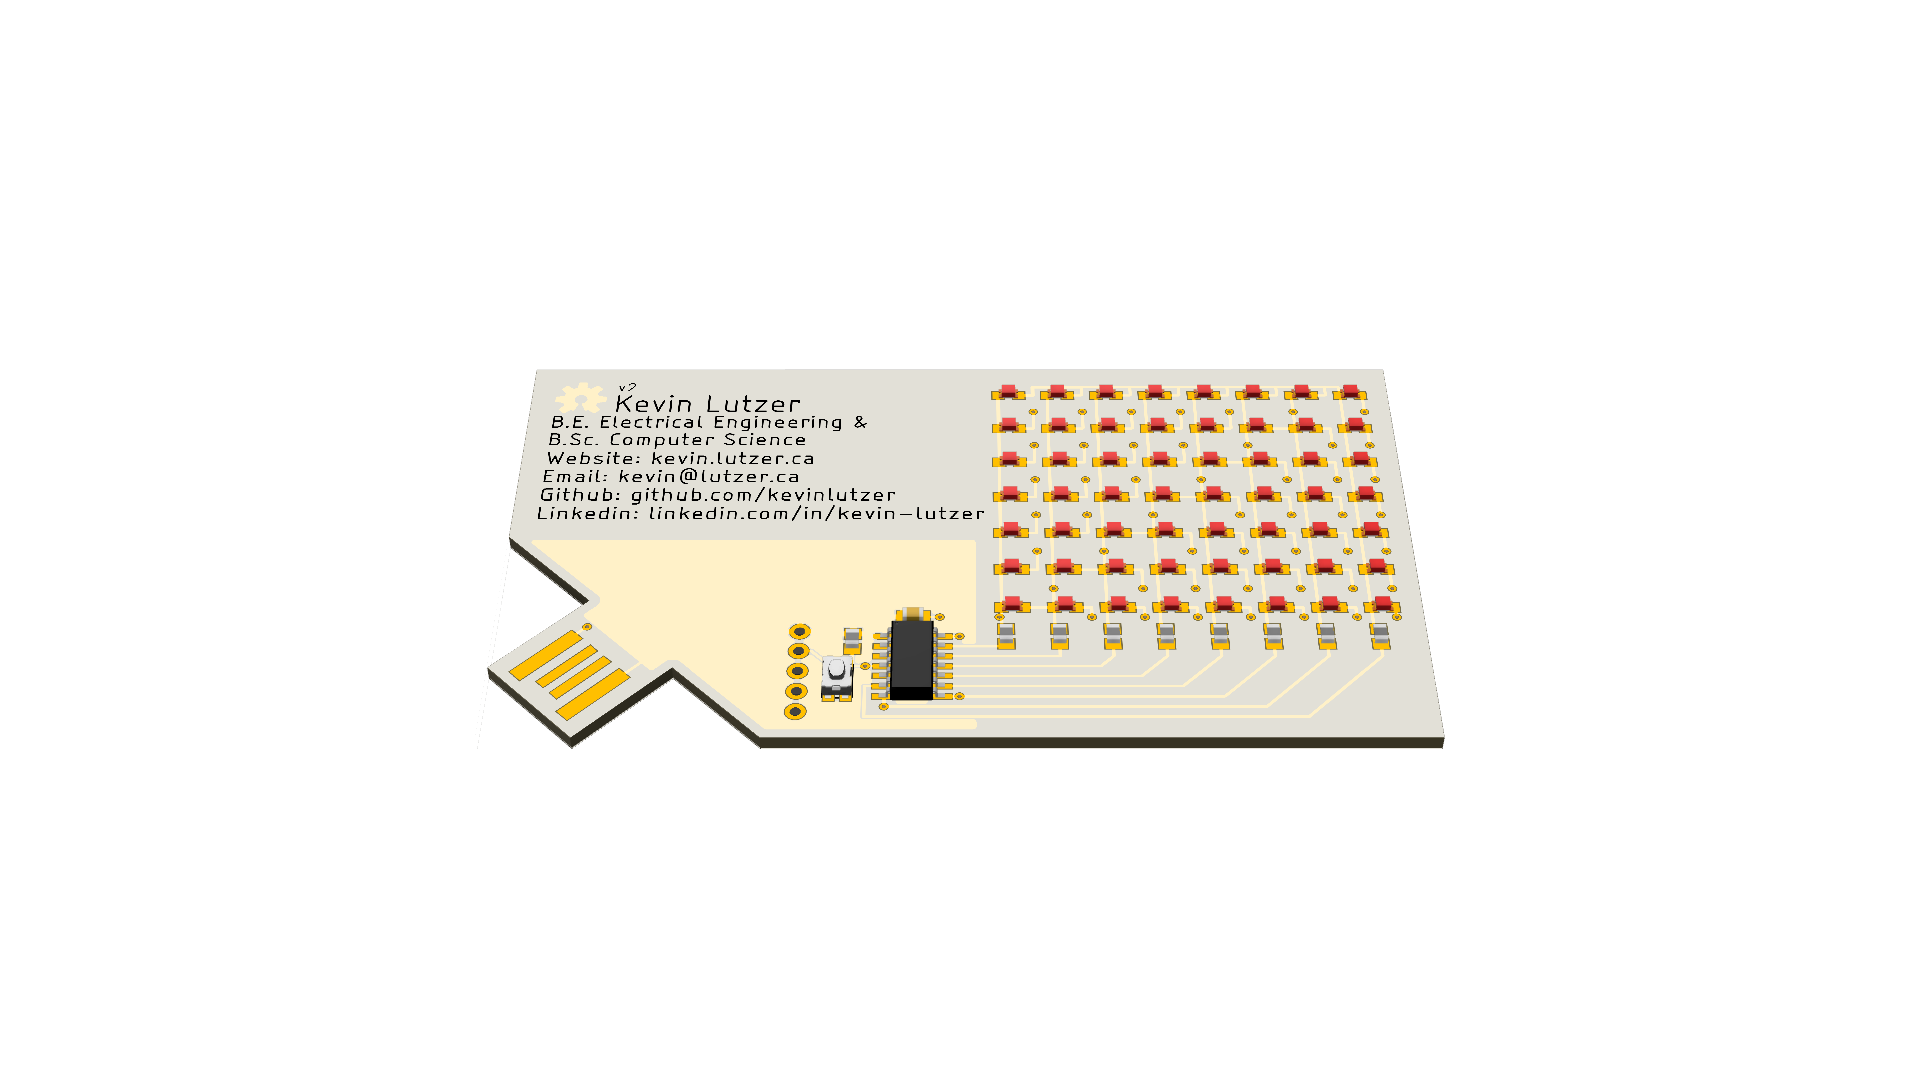 v2
Kevin Lutzer
B.E. Electrical Engineering &
B.Sc. Computer Science
Website: kevin.lutzer.ca
Email: kevin@lutzer.ca
Github: github.com/kevinlutzer
Linkedin: linkedin.com/in/kevin-lutzer